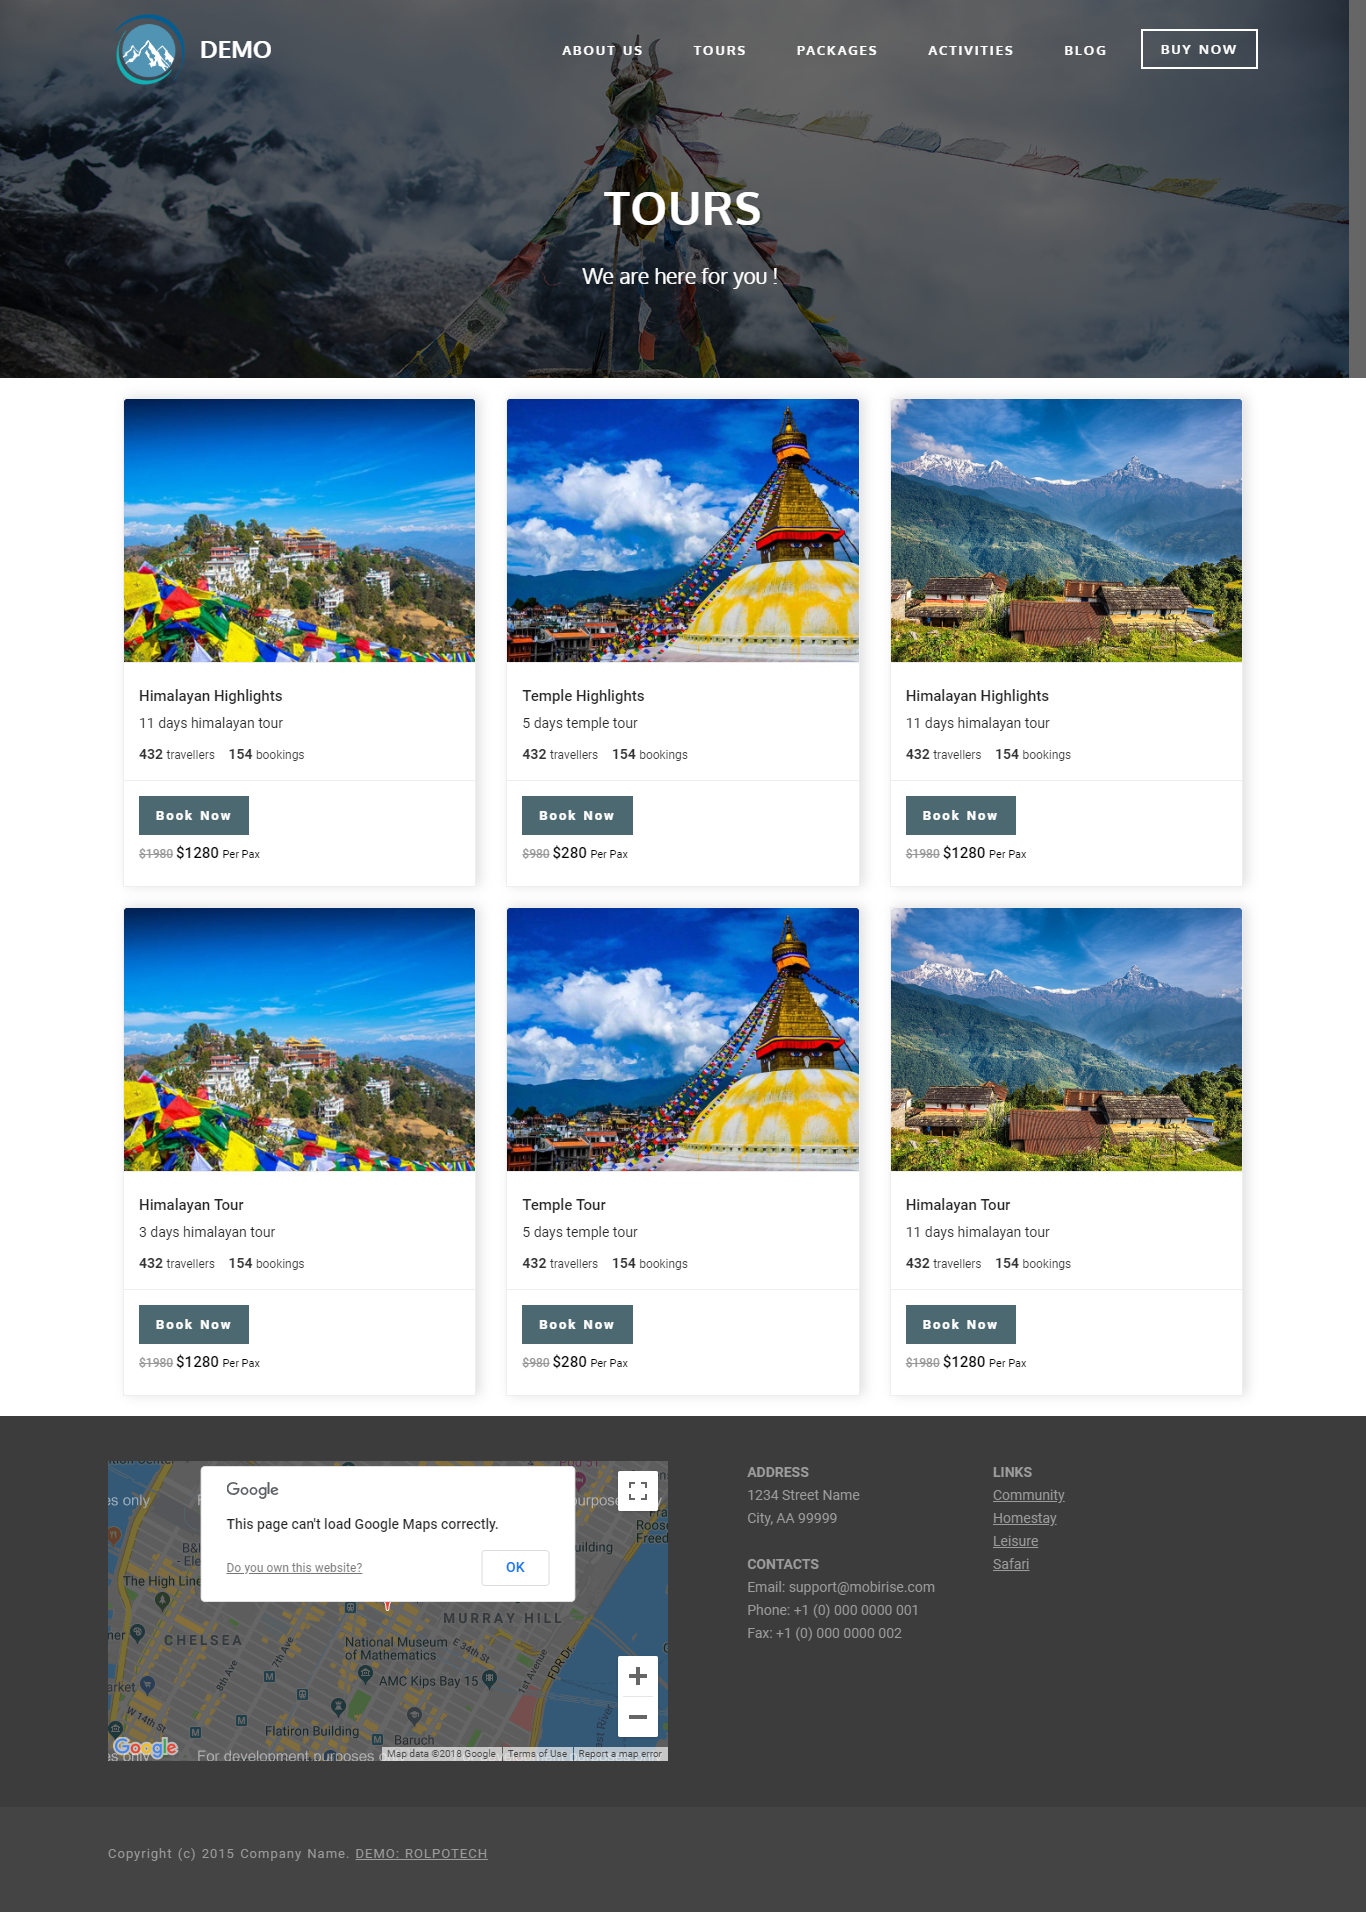 DEMO
ABOUT US
TOURS
PACKAGES
ACTIVITIES
BLOG
BUY NOW
TOURS
We are here for you !
Himalayan Highlights
11 days himalayan tour
432 travellers 154 bookings
Book Now
$1980 $1280 Per Pax
Temple Highlights
5 days temple tour
432 travellers 154 bookings
Book Now
$980 $280 Per Pax
Himalayan Highlights
11 days himalayan tour
432 travellers 154 bookings
Book Now
$1980 $1280 Per Pax
Himalayan Tour
3 days himalayan tour
432 travellers 154 bookings
Book Now
$1980 $1280 Per Pax
Temple Tour
5 days temple tour
432 travellers 154 bookings
Book Now
$980 $280 Per Pax
Himalayan Tour
11 days himalayan tour
432 travellers 154 bookings
Book Now
$1980 $1280 Per Pax
Google
This page can't load Google Maps correctly.
Do you own this website?
OK
es only
The High Line
CHELSEA
MURRAY HILL
National Museum
of Mathematics
E 34th St
7th Ave
8th Ave
AMC Kips Bay 15
1st Avenue
FDR Dr.
W 14th St
Flatiron Building
Baruch
East River
Google
For development purposes
Map data ©2018 Google
Terms of Use
Report a map error
ADDRESS
1234 Street Name
City, AA 99999
CONTACTS
Email: support@mobirise.com
Phone: +1 (0) 000 0000 001
Fax: +1 (0) 000 0000 002
LINKS
Community
Homestay
Leisure
Safari
Copyright (c) 2015 Company Name. DEMO: ROLPOTECH